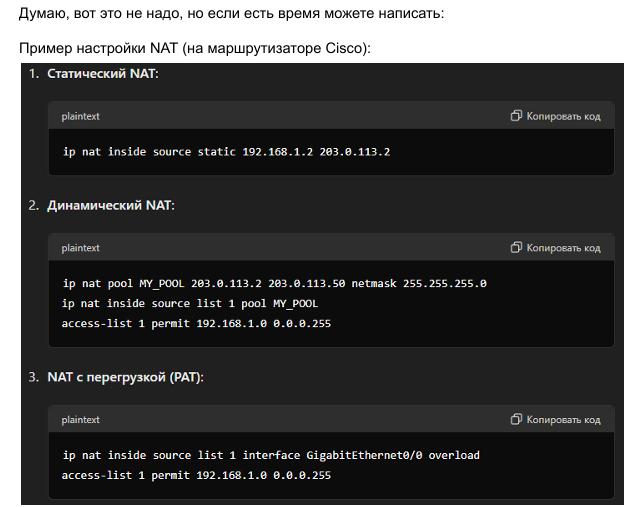 Думаю, вот это не надо, но если есть время можете написать:
Пример настройки NAT (на маршрутизаторе Cisco):
1. Статический NAT:
plaintext Копировать код
ip nat inside source static 192.168.1.2 203.0.113.2
2. Динамический NAT:
plaintext Копировать код
ip nat pool MY_POOL 203.0.113.2 203.0.113.50 netmask 255.255.255.0
ip nat inside source list 1 pool MY_POOL
access-list 1 permit 192.168.1.0 0.0.0.255
3. NAT с перегрузкой (PAT):
plaintext Копировать код
ip nat inside source list 1 interface GigabitEthernet0/0 overload
access-list 1 permit 192.168.1.0 0.0.0.255